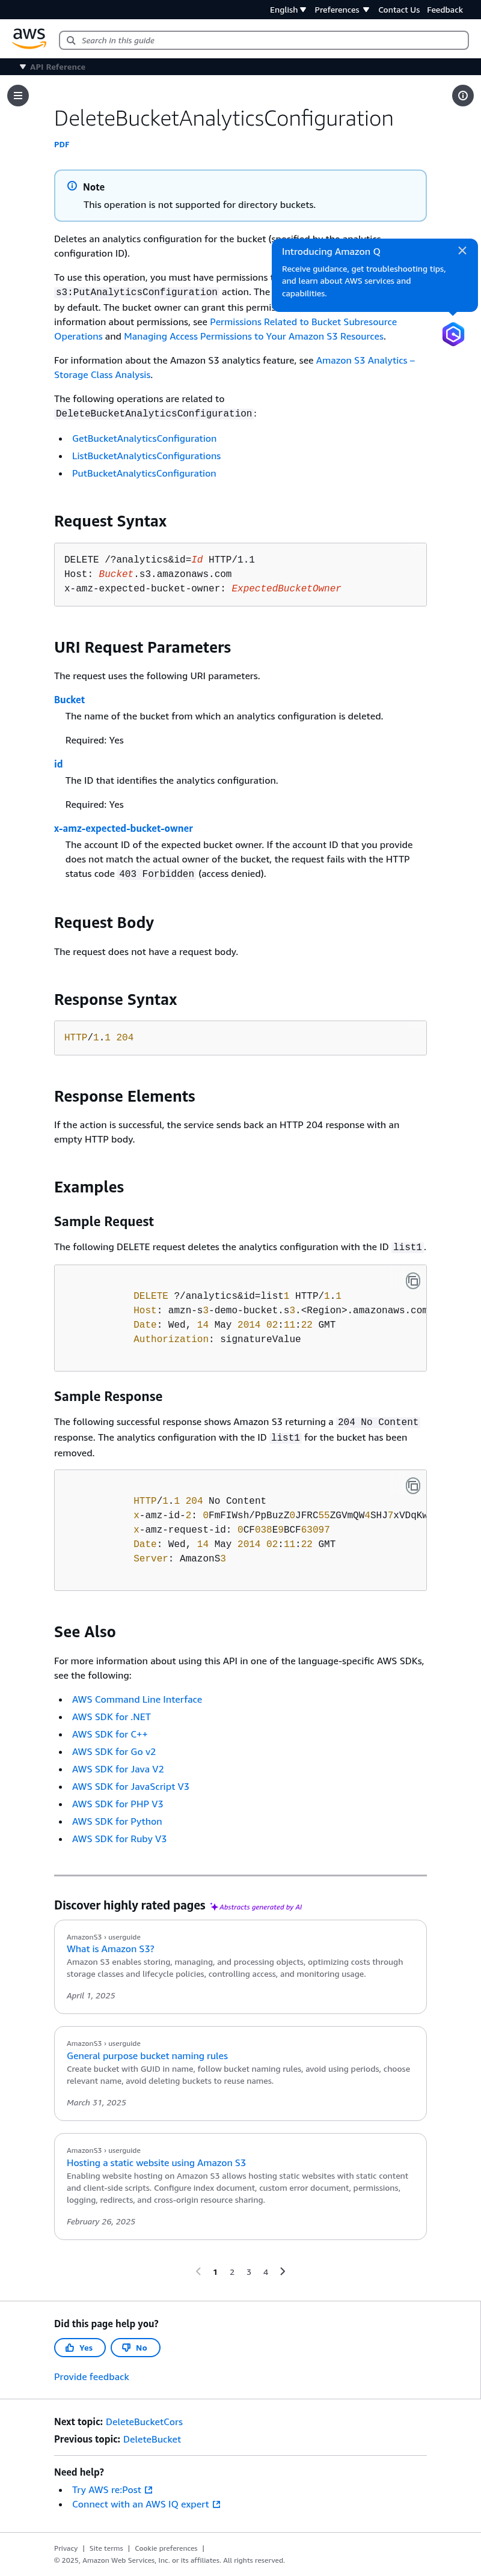 English Preferences Contact Us Feedback
aws
Search in this guide
API Reference
DeleteBucketAnalyticsConfiguration
PDF
Note
This operation is not supported for directory buckets.
Deletes an analytics configuration for the bucket (specified by the analytics
configuration ID).
To use this operation, you must have permissions
s3:PutAnalyticsConfiguration action. The
by default. The bucket owner can grant this
information about permissions, see Permissions Related to Bucket Subresource
Operations and Managing Access Permissions to Your Amazon S3 Resources.
Introducing Amazon Q
Receive guidance, get troubleshooting tips,
and learn about AWS services and
capabilities.
For information about the Amazon S3 analytics feature, see Amazon S3 Analytics –
Storage Class Analysis.
The following operations are related to
DeleteBucketAnalyticsConfiguration:
• GetBucketAnalyticsConfiguration
• ListBucketAnalyticsConfigurations
• PutBucketAnalyticsConfiguration
Request Syntax
DELETE /?analytics&id=Id HTTP/1.1
Host: Bucket.s3.amazonaws.com
x-amz-expected-bucket-owner: ExpectedBucketOwner
URI Request Parameters
The request uses the following URI parameters.
Bucket
The name of the bucket from which an analytics configuration is deleted.
Required: Yes
id
The ID that identifies the analytics configuration.
Required: Yes
x-amz-expected-bucket-owner
The account ID of the expected bucket owner. If the account ID that you provide
does not match the actual owner of the bucket, the request fails with the HTTP
status code 403 Forbidden (access denied).
Request Body
The request does not have a request body.
Response Syntax
HTTP/1.1 204
Response Elements
If the action is successful, the service sends back an HTTP 204 response with an
empty HTTP body.
Examples
Sample Request
The following DELETE request deletes the analytics configuration with the ID list1.
DELETE ?/analytics&id=list1 HTTP/1.1
Host: amzn-s3-demo-bucket.s3.<Region>.amazonaws.com
Date: Wed, 14 May 2014 02:11:22 GMT
Authorization: signatureValue
Sample Response
The following successful response shows Amazon S3 returning a 204 No Content
response. The analytics configuration with the ID list1 for the bucket has been
removed.
HTTP/1.1 204 No Content
x-amz-id-2: 0FmFIWsh/PpBuzZ0JFRC55ZGVmQW4SHJ7xVDqKw
x-amz-request-id: 0CF038E9BCF63097
Date: Wed, 14 May 2014 02:11:22 GMT
Server: AmazonS3
See Also
For more information about using this API in one of the language-specific AWS SDKs,
see the following:
• AWS Command Line Interface
• AWS SDK for .NET
• AWS SDK for C++
• AWS SDK for Go v2
• AWS SDK for Java V2
• AWS SDK for JavaScript V3
• AWS SDK for PHP V3
• AWS SDK for Python
• AWS SDK for Ruby V3
Discover highly rated pages Abstracts generated by AI
AmazonS3 › userguide
What is Amazon S3?
Amazon S3 enables storing, managing, and processing objects, optimizing costs through
storage classes and lifecycle policies, controlling access, and monitoring usage.
April 1, 2025
AmazonS3 › userguide
General purpose bucket naming rules
Create bucket with GUID in name, follow bucket naming rules, avoid using periods, choose
relevant name, avoid deleting buckets to reuse names.
March 31, 2025
AmazonS3 › userguide
Hosting a static website using Amazon S3
Enabling website hosting on Amazon S3 allows hosting static websites with static content
and client-side scripts. Configure index document, custom error document, permissions,
logging, redirects, and cross-origin resource sharing.
February 26, 2025
1 2 3 4
Did this page help you?
Yes No
Provide feedback
Next topic: DeleteBucketCors
Previous topic: DeleteBucket
Need help?
• Try AWS re:Post
• Connect with an AWS IQ expert
Privacy | Site terms | Cookie preferences |
© 2025, Amazon Web Services, Inc. or its affiliates. All rights reserved.